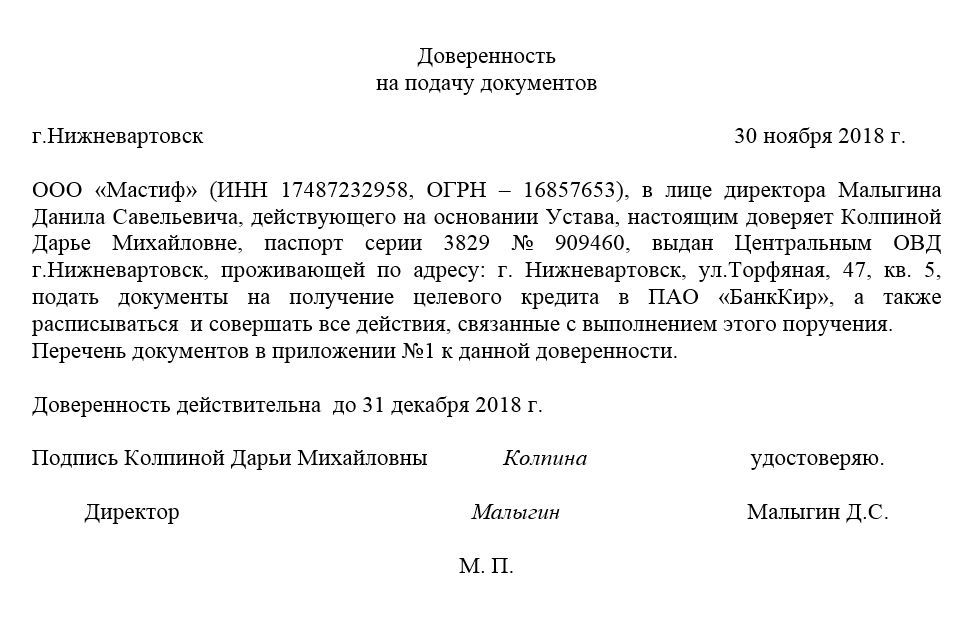 Доверенность
на подачу документов
г.Нижневартовск 30 ноября 2018 г.
ООО «Мастиф» (ИНН 17487232958, ОГРН – 16857653), в лице директора Малыгина
Данила Савельевича, действующего на основании Устава, настоящим доверяет Колпиной
Дарье Михайловне, паспорт серии 3829 № 909460, выдан Центральным ОВД
г.Нижневартовск, проживающей по адресу: г. Нижневартовск, ул.Торфяная, 47, кв. 5,
подать документы на получение целевого кредита в ПАО «БанкКир», а также
расписываться и совершать все действия, связанные с выполнением этого поручения.
Перечень документов в приложении №1 к данной доверенности.
Доверенность действительна до 31 декабря 2018 г.
Подпись Колпиной Дарьи Михайловны Колпина удостоверяю.
Директор Малыгин Малыгин Д.С.
М. П.